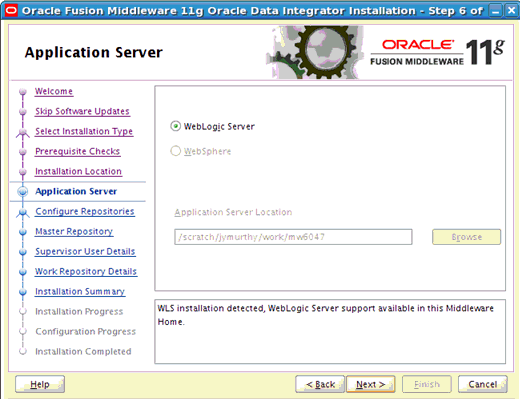 Oracle Fusion Middleware 11g Oracle Data Integrator Installation - Step 6 of
Application Server
ORACLE
FUSION MIDDLEWARE 11g
Welcome
Skip Software Updates
Select Installation Type
Prerequisite Checks
Installation Location
Application Server
Configure Repositories
Master Repository
Supervisor User Details
Work Repository Details
Installation Summary
Installation Progress
Configuration Progress
Installation Completed
WebLogic Server
WebSphere
Application Server Location
/scratch/jymurthy/work/mw6047
Browse
WLS installation detected, WebLogic Server support available in this Middleware
Home.
Help
< Back
Next >
Finish
Cancel